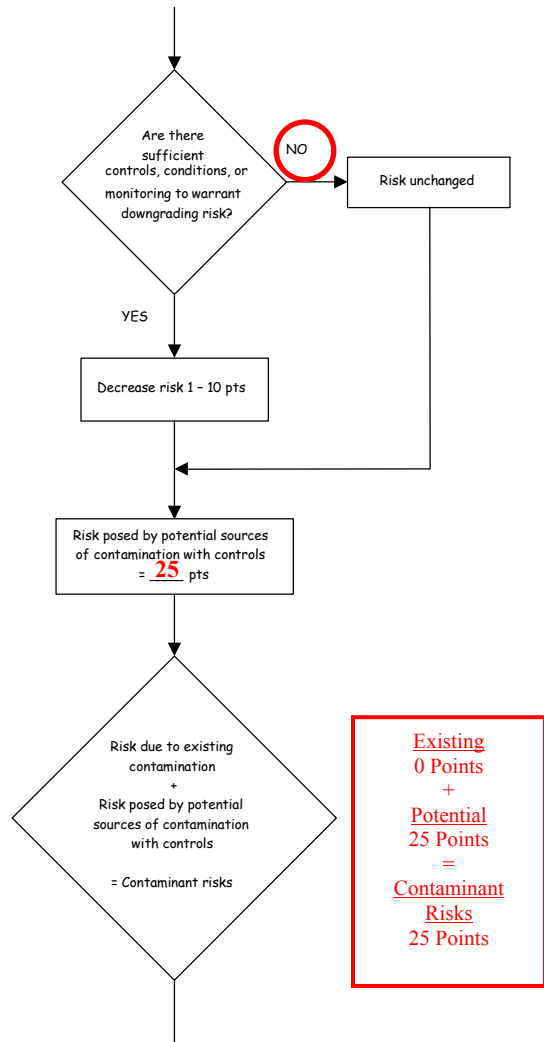 Are there
sufficient
controls, conditions, or
monitoring to warrant
downgrading risk?
NO
Risk unchanged
YES
Decrease risk 1 – 10 pts
Risk posed by potential sources
of contamination with controls
= 25 pts
Risk due to existing
contamination
+
Risk posed by potential
sources of contamination
with controls
= Contaminant risks
Existing
0 Points
+
Potential
25 Points
=
Contaminant
Risks
25 Points